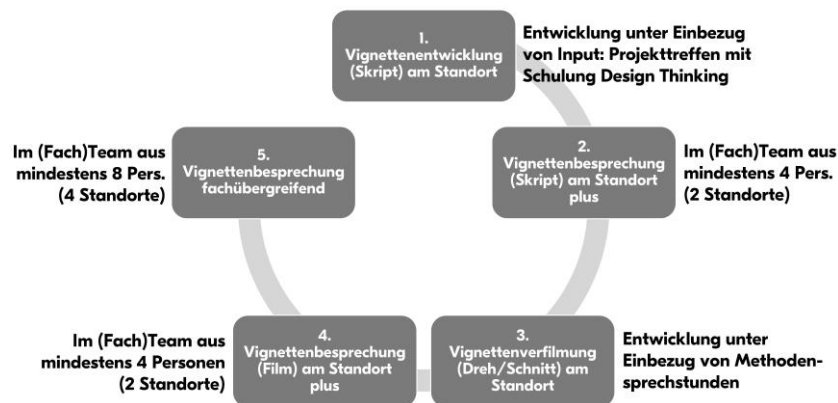 1.
Vignettenentwicklung
(Skript) am Standort
Entwicklung unter Einbezug
von Input: Projekttreffen mit
Schulung Design Thinking
2.
Vignettenbesprechung
(Skript) am Standort
plus
Im (Fach)Team aus
mindestens 4 Pers.
(2 Standorte)
3.
Vignettenverfilmung
(Dreh/Schnitt) am
Standort
Entwicklung unter
Einbezug von Methoden-
sprechstunden
4.
Vignettenbesprechung
(Film) am Standort
plus
Im (Fach)Team aus
mindestens 4 Personen
(2 Standorte)
5.
Vignettenbesprechung
fachübergreifend
Im (Fach)Team aus
mindestens 8 Pers.
(4 Standorte)